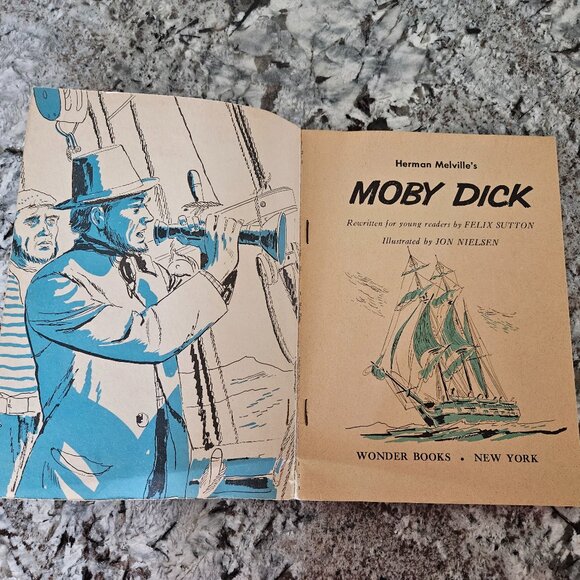 Herman Melville's
MOBY DICK
Rewritten for young readers by FELIX SUTTON
Illustrated by JON NIELSEN
WONDER BOOKS • NEW YORK